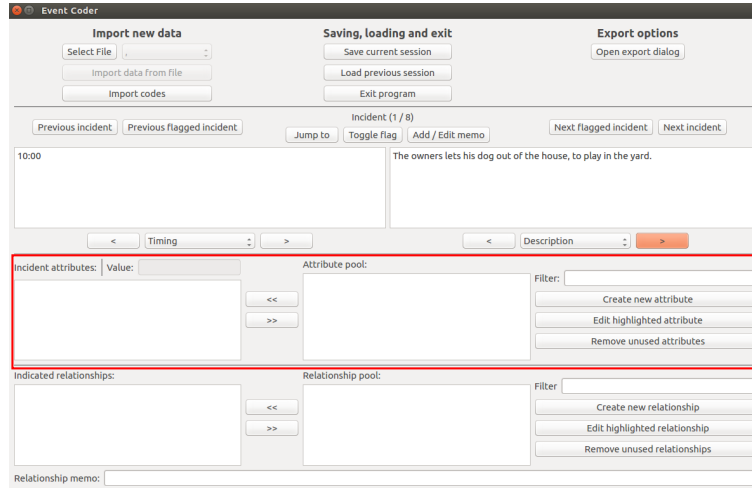 Event Coder
Import new data
Saving, loading and exit
Export options
Select File ,
Save current session
Open export dialog
Import data from file
Load previous session
Import codes
Exit program
Incident (1 / 8)
Previous incident Previous flagged incident
Jump to Toggle flag Add / Edit memo
Next flagged incident Next incident
10:00
The owners lets his dog out of the house, to play in the yard.
< Timing >
< Description >
Incident attributes: Value:
Attribute pool:
Filter:
<<
Create new attribute
>>
Edit highlighted attribute
Remove unused attributes
Indicated relationships:
Relationship pool:
Filter
<<
Create new relationship
>>
Edit highlighted relationship
Remove unused relationships
Relationship memo: